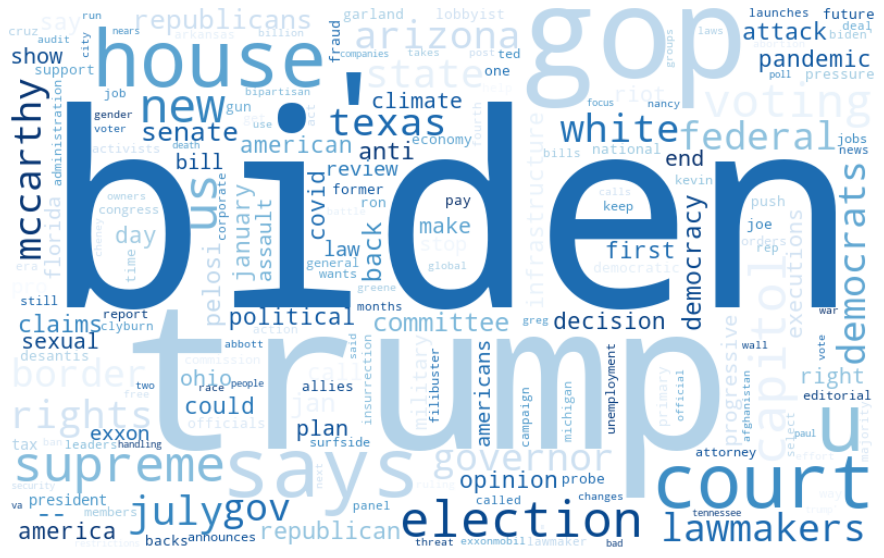 cruz run nears say republicans garland lobbyist billion launches future
audit city arkansas fraud arizona takes post ted laws deal biden'
show house companies gop groups attack
support job bipartisan state one poll pandemic
mccarthy administration gender new gun act climate riot voting pressure
voter senate use texas economy fourth white focus nancy federal jobs
activists death american anti infrastructure bills national end news
bill review calls kevin
florida owners us corporate covid former pay keep push democrats
congress ron back make first democracy joe orders
day january law stop rep
cheney time pelosi assault general battle democratic executions
era wants global capitol
biden
still report greene months war
claims clyburn political committee greg decision
sexual action trump wall vote
desantis commission abbott said progressive
border two ohio race people call insurrection allies military filibuster americans unemployment primary official afghanistan right
free could jan campaign michigan editorial
rights officials plan select paul u majority
exxon surfside effort
tax leaders handling ban supreme says next governor attorney
security opinion probe court
va -- president members july gov panel called changes
america backs announces republican election tennessee lawmakers
threat exxonmobil lawmaker bad